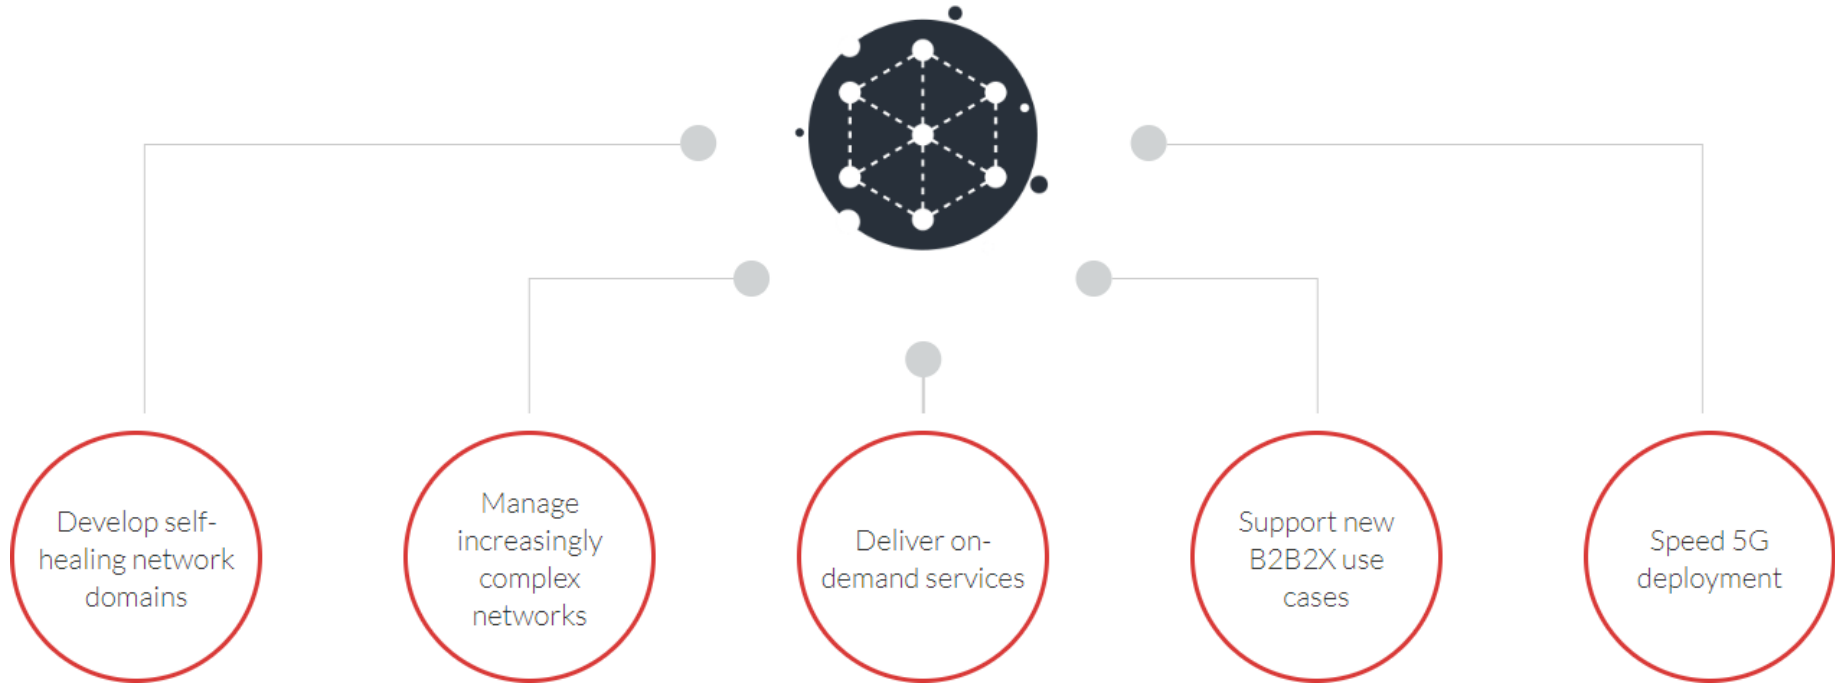 Develop self-
healing network
domains
Manage
increasingly
complex
networks
Deliver on-
demand services
Support new
B2B2X use
cases
Speed 5G
deployment